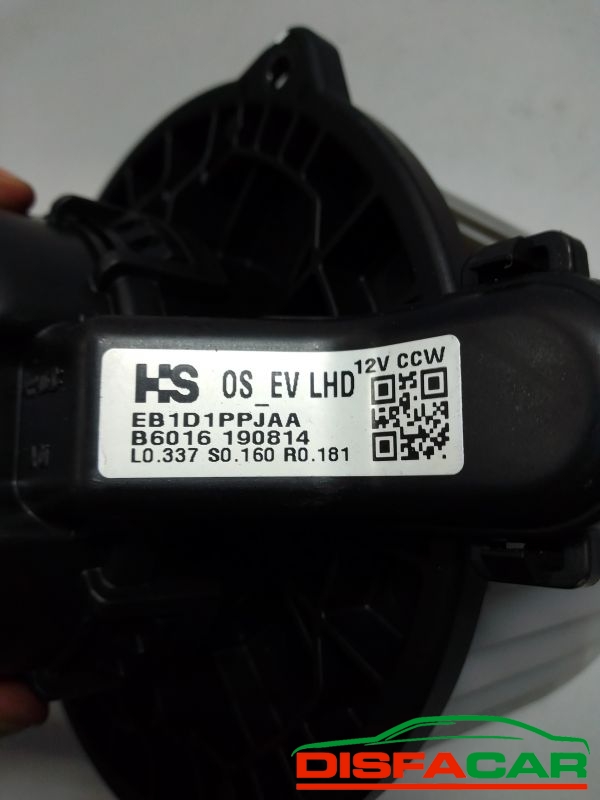 HS OS_EV LHD 12V CCW
EB1D1PPJAA
B6016 190814
L0.337 S0.160 R0.181
DISFACAR